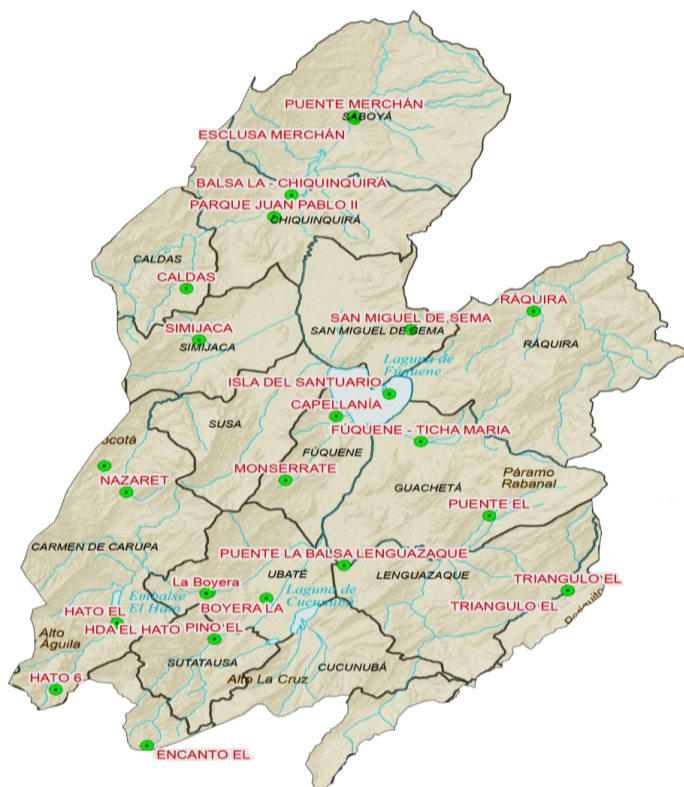 PUENTE MERCHÁN
SABOYÁ
ESCLUSA MERCHÁN
BALSA LA - CHIQUINQUIRÁ
PARQUE JUAN PABLO II
CHIQUINQUIRÁ
CALDAS
CALDAS
RÁQUIRA
SAN MIGUEL DE SEMA
SAN MIGUEL DE SEMA
SIMIJACA
SIMIJACA
RÁQUIRA
Laguna de
Fúquene
ISLA DEL SANTUARIO
CAPELLANÍA
SUSA
FÚQUENE - TICHA MARIA
FÚQUENE
MONSERRATE
Páramo
Rabanal
NAZARET
GUACHETÁ
PUENTE EL
CARMEN DE CARUPA
PUENTE LA BALSA LENGUAZAQUE
UBATÉ
LENGUAZAQUE
La Boyera
TRIANGULO EL
Embalse
El Hato
Laguna de
Cucunubá
BOYERA LA
TRIANGULO EL
HATO EL
HDA EL HATO
PINO EL
Alto
Aguila
SUTATAUSA
CUCUNUBÁ
HATO 6
Alto La Cruz
ENCANTO EL